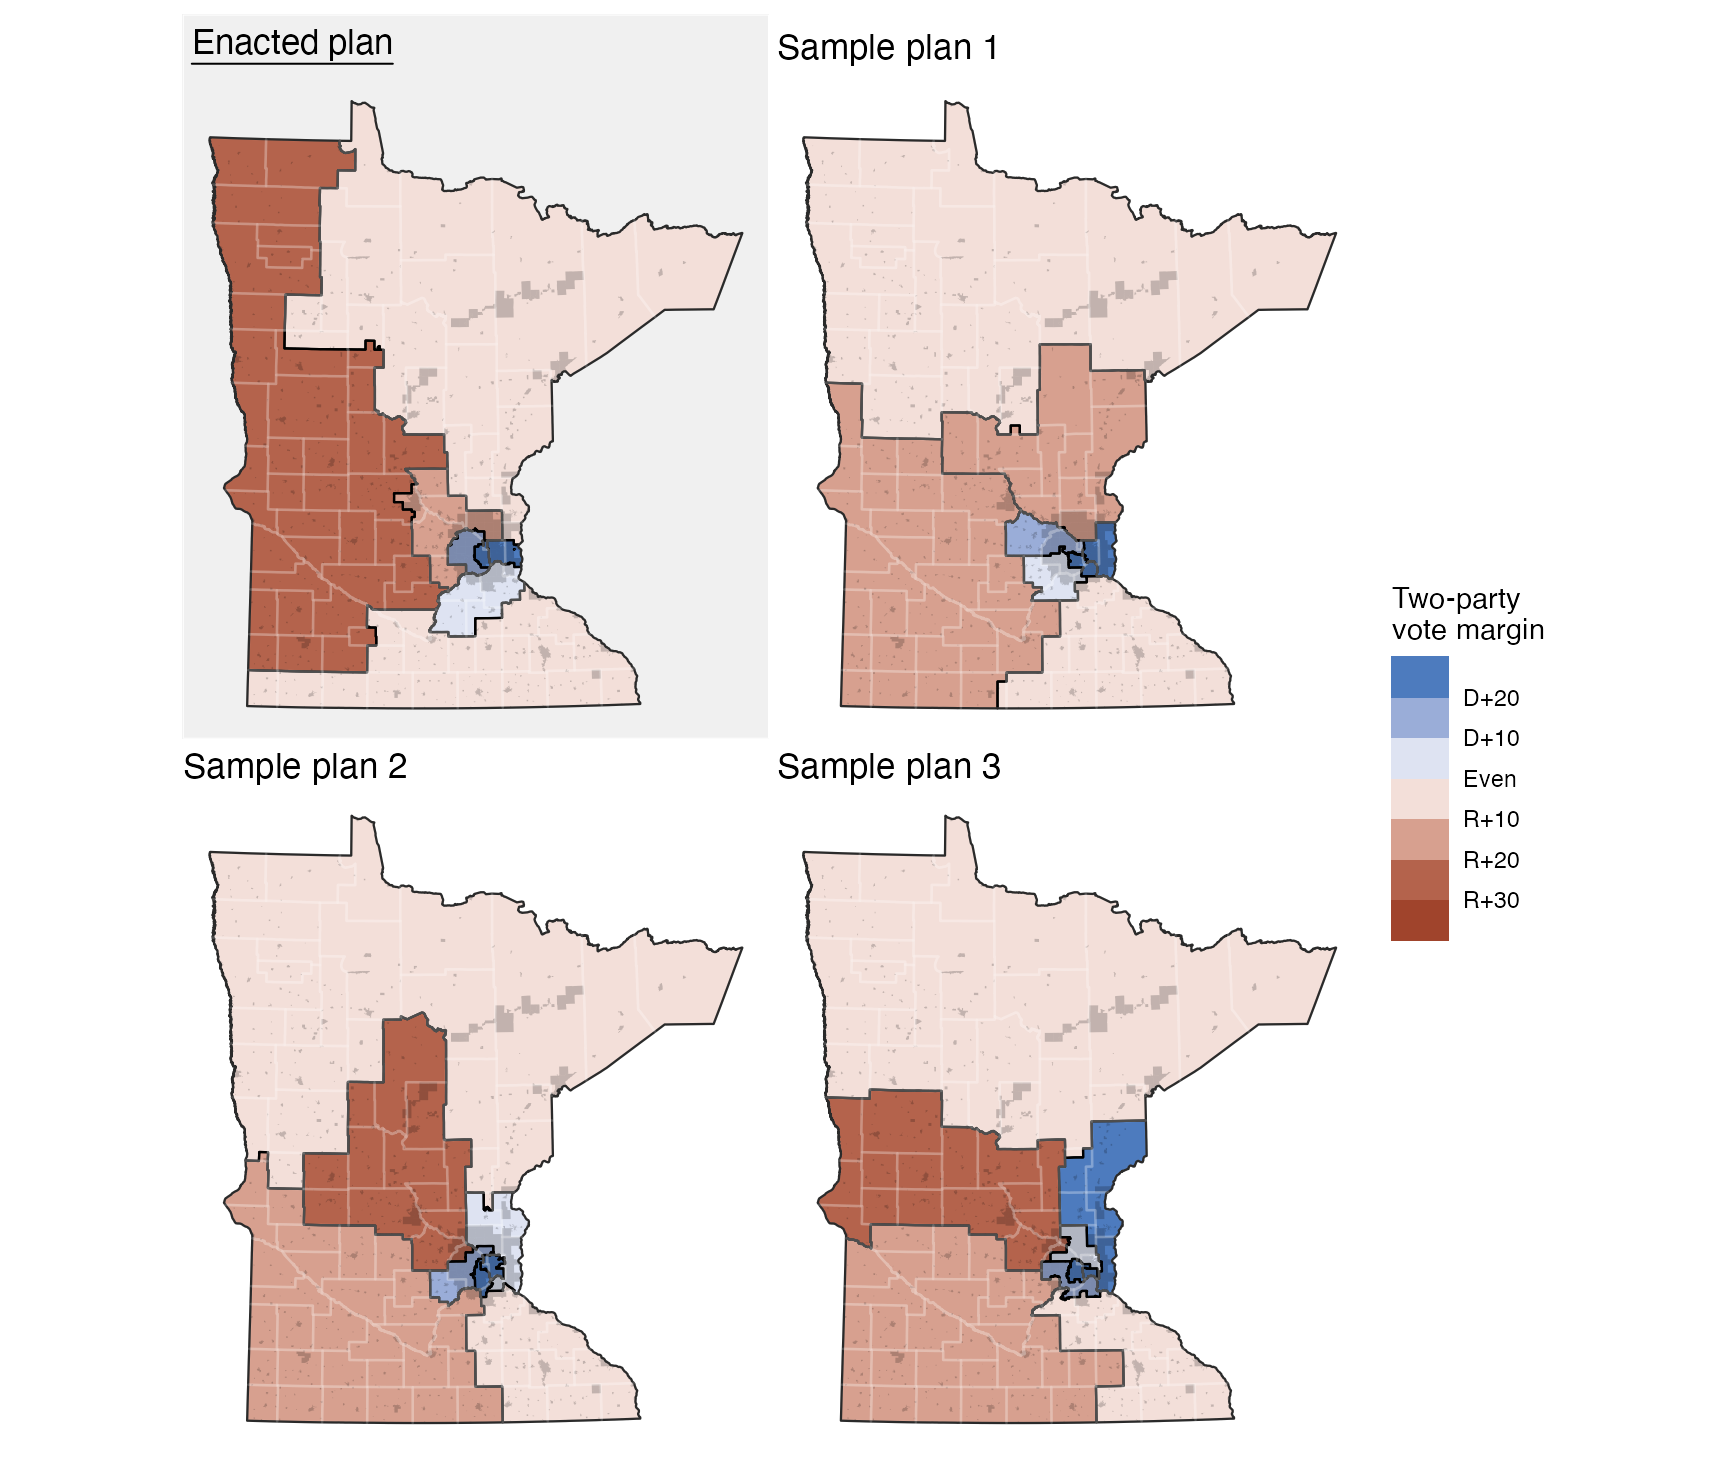 Enacted plan
Sample plan 1
Sample plan 2
Sample plan 3
Two-party
vote margin
D+20
D+10
Even
R+10
R+20
R+30